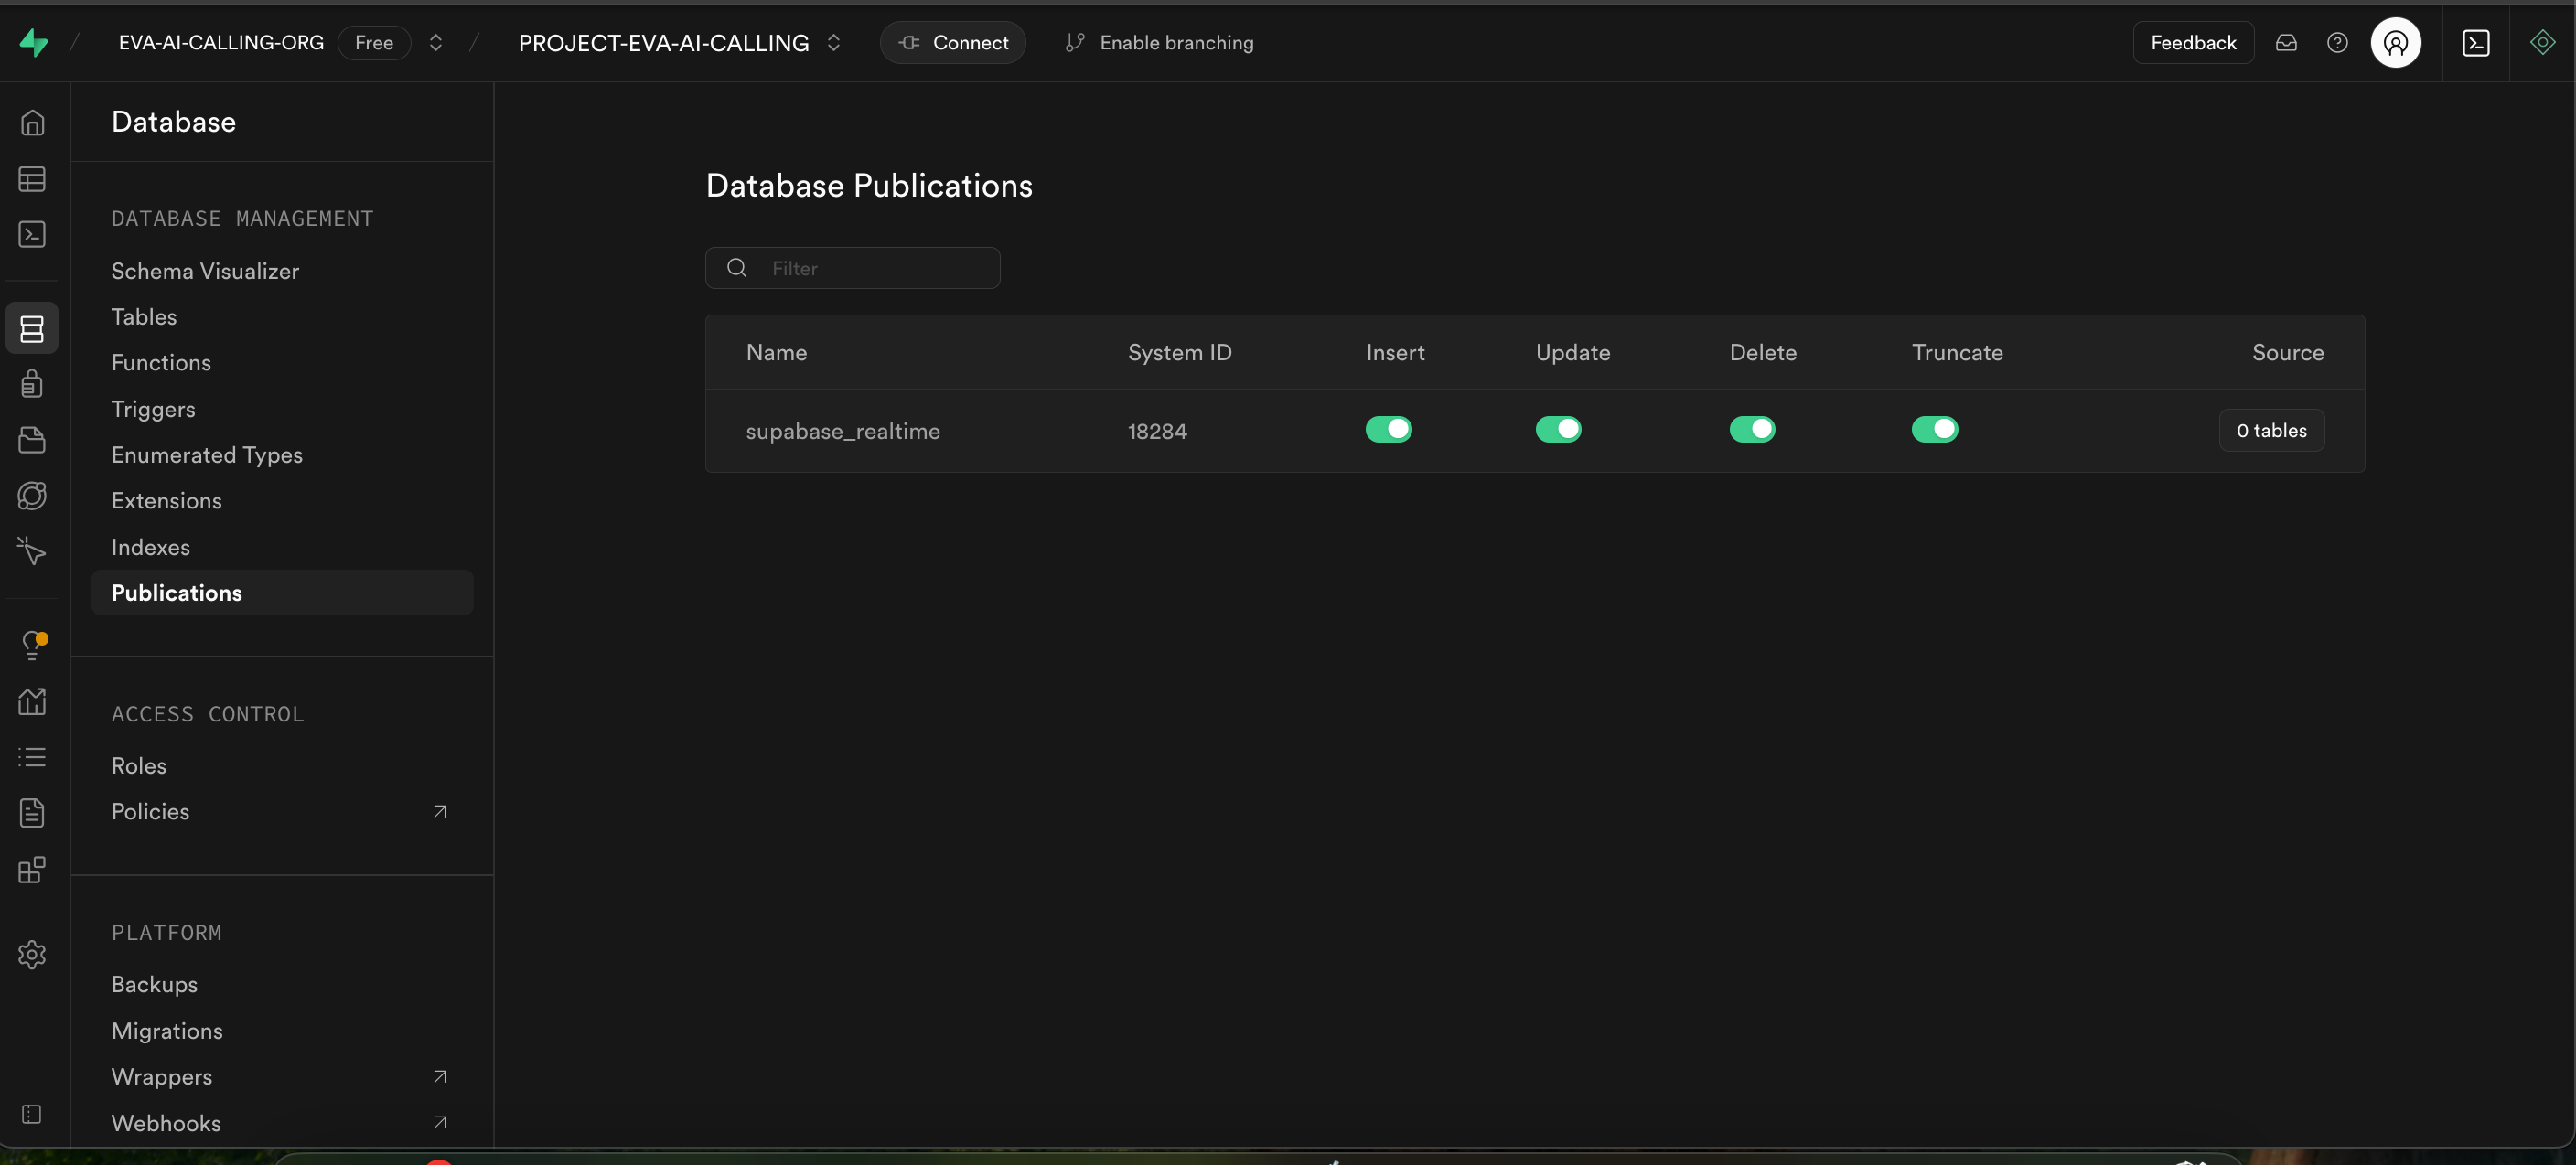 EVA-AI-CALLING-ORG Free PROJECT-EVA-AI-CALLING Connect Enable branching Feedback
Database
DATABASE MANAGEMENT
Schema Visualizer
Tables
Functions
Triggers
Enumerated Types
Extensions
Indexes
Publications
ACCESS CONTROL
Roles
Policies
PLATFORM
Backups
Migrations
Wrappers
Webhooks
Database Publications
Filter
Name System ID Insert Update Delete Truncate Source
supabase_realtime 18284 0 tables